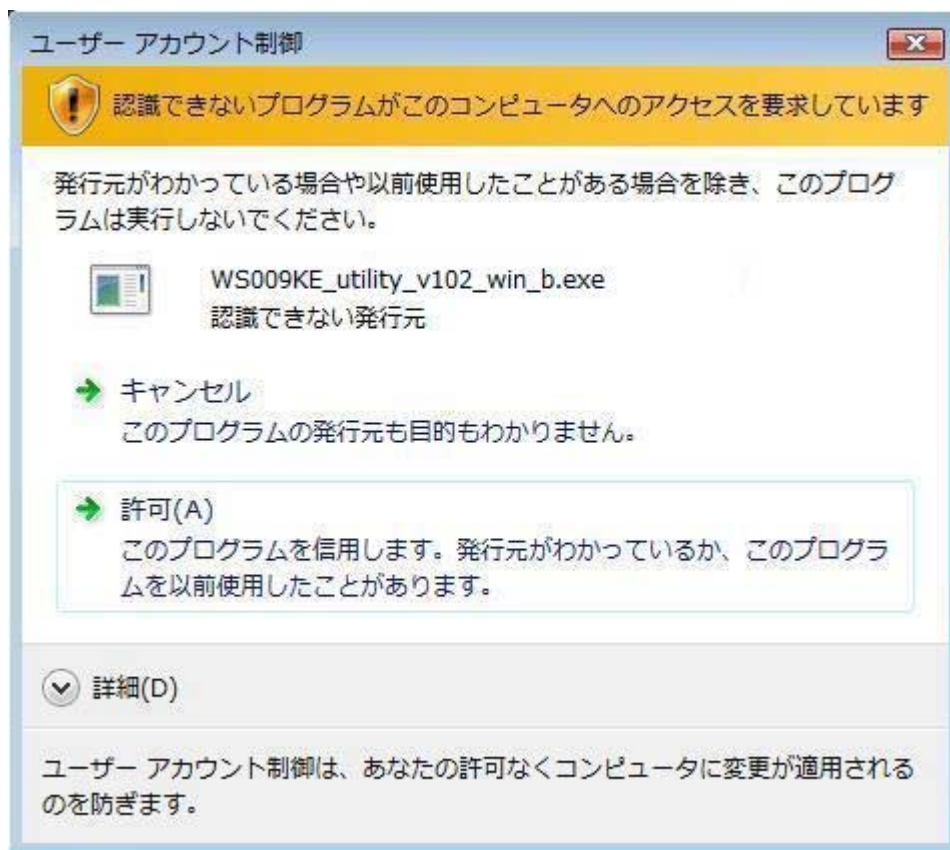 ユーザー アカウント制御
認識できないプログラムがこのコンピュータへのアクセスを要求しています
発行元がわかっている場合や以前使用したことがある場合を除き、このプログ
ラムは実行しないでください。
WS009KE_utility_v102_win_b.exe
認識できない発行元
キャンセル
このプログラムの発行元も目的もわかりません。
許可(A)
このプログラムを信用します。発行元がわかっているか、このプログラ
ムを以前使用したことがあります。
詳細(D)
ユーザー アカウント制御は、あなたの許可なくコンピュータに変更が適用される
のを防ぎます。